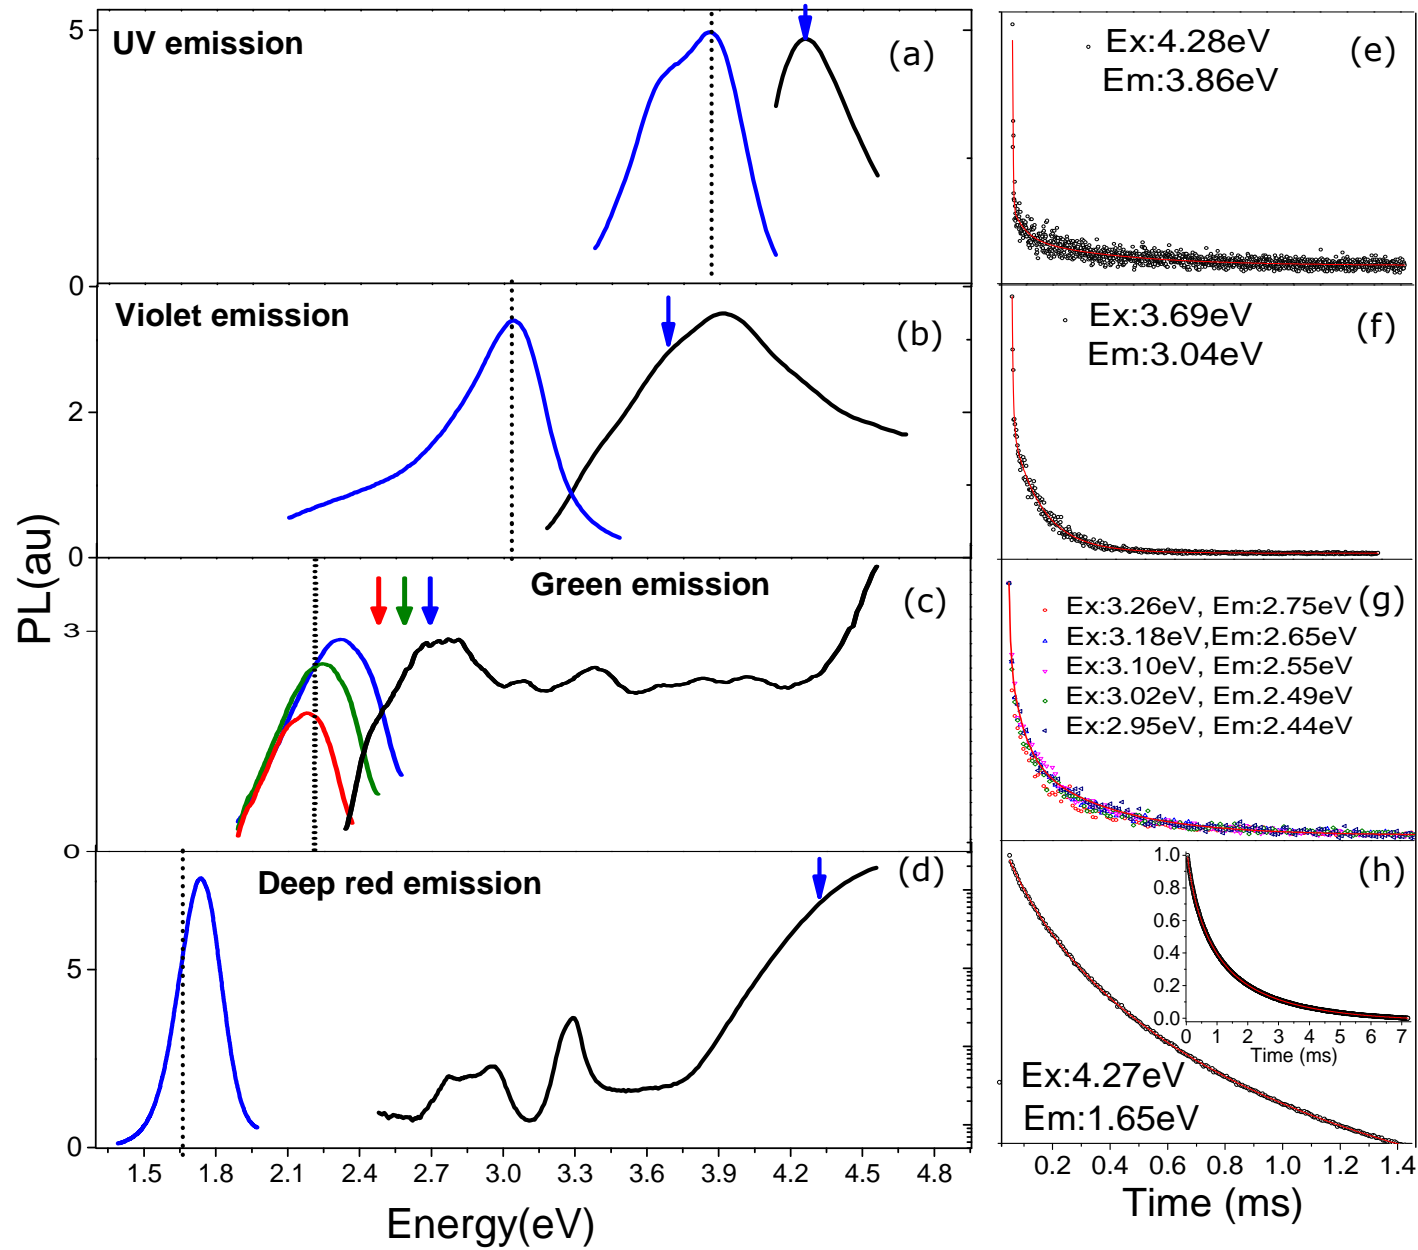 UV emission
(a)
5
0
Violet emission
(b)
2
0
Green emission
(c)
3
0
Deep red emission
(d)
5
0
PL(au)
1.5 1.8 2.1 2.4 2.7 3.0 3.3 3.6 3.9 4.2 4.5 4.8
Energy(eV)
Ex:4.28eV
Em:3.86eV
(e)
Ex:3.69eV
Em:3.04eV
(f)
Ex:3.26eV, Em:2.75eV
Ex:3.18eV,Em:2.65eV
Ex:3.10eV, Em:2.55eV
Ex:3.02eV, Em:2.49eV
Ex:2.95eV, Em:2.44eV
(g)
(h)
1.0
0.8
0.6
0.4
0.2
0.0
0 1 2 3 4 5 6 7
Time (ms)
Ex:4.27eV
Em:1.65eV
0.2 0.4 0.6 0.8 1.0 1.2 1.4
Time (ms)